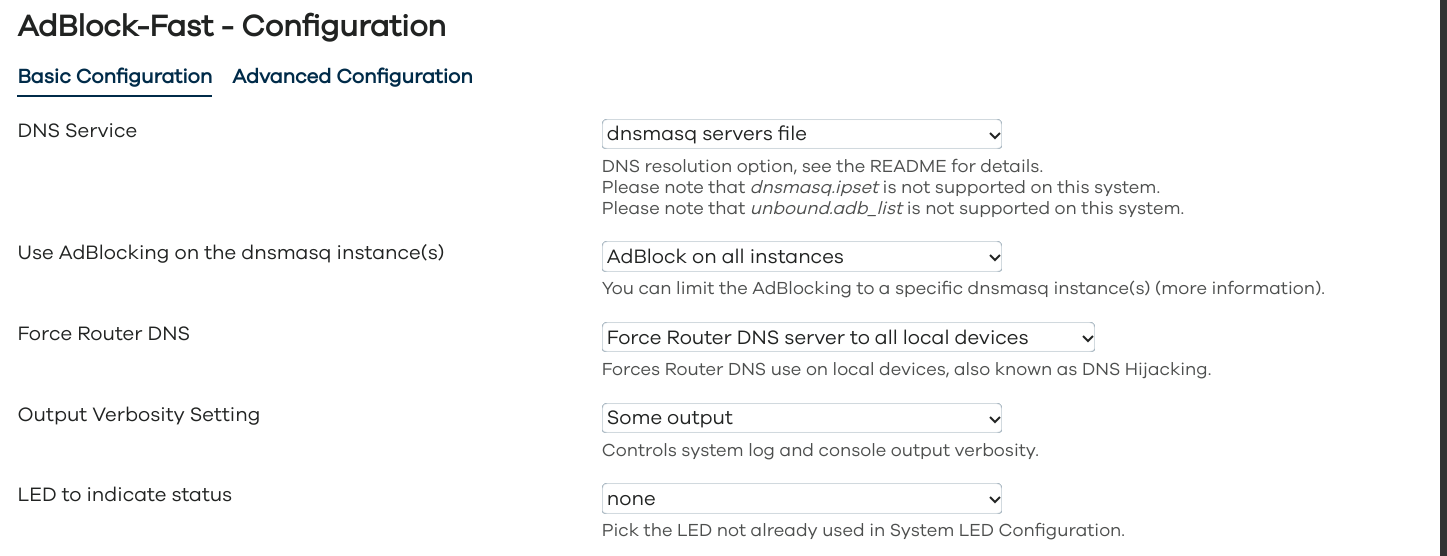 AdBlock-Fast - Configuration
Basic Configuration Advanced Configuration
DNS Service
dnsmasq servers file
DNS resolution option, see the README for details.
Please note that dnsmasq.ipset is not supported on this system.
Please note that unbound.adb_list is not supported on this system.
Use AdBlocking on the dnsmasq instance(s)
AdBlock on all instances
You can limit the AdBlocking to a specific dnsmasq instance(s) (more information).
Force Router DNS
Force Router DNS server to all local devices
Forces Router DNS use on local devices, also known as DNS Hijacking.
Output Verbosity Setting
Some output
Controls system log and console output verbosity.
LED to indicate status
none
Pick the LED not already used in System LED Configuration.